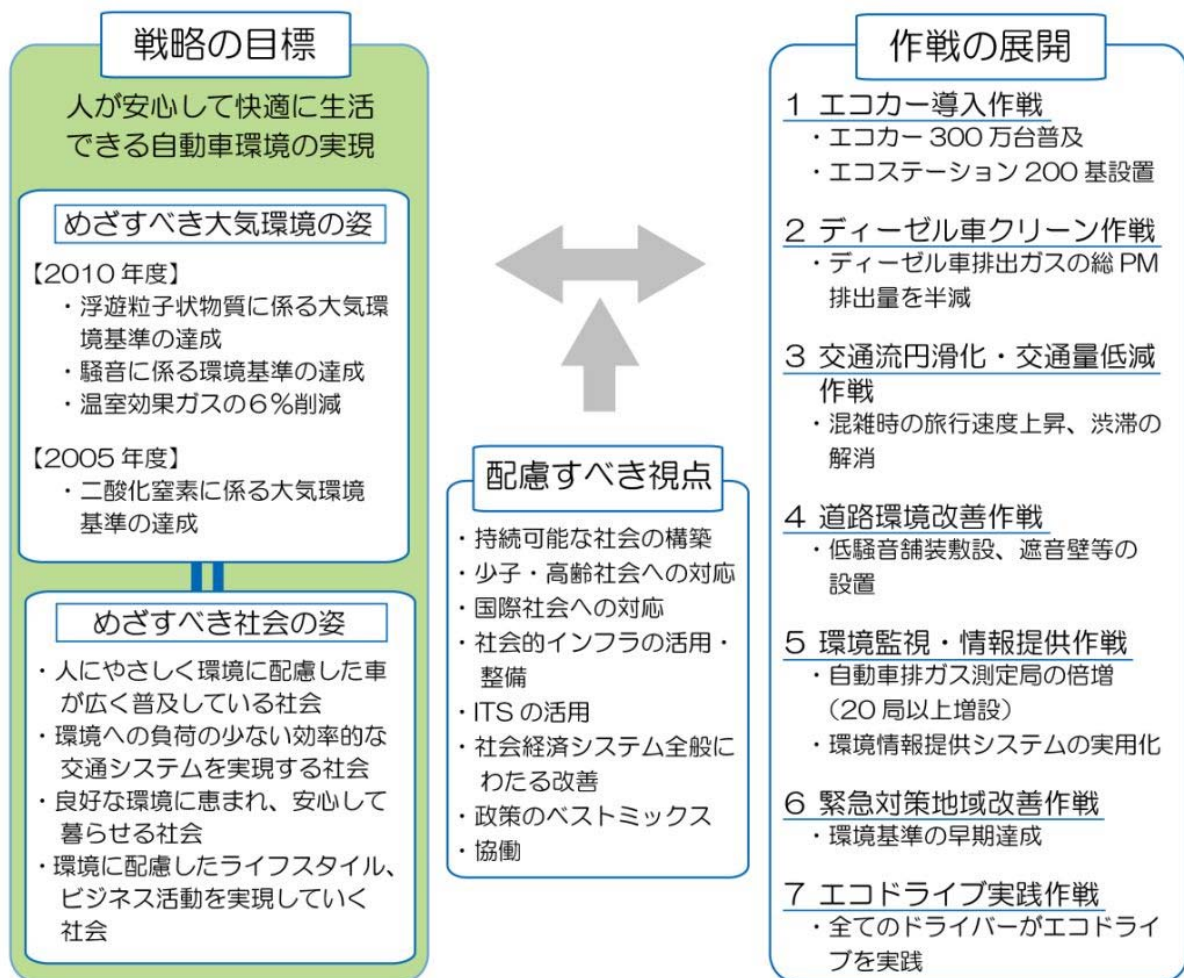 戦略の目標
人が安心して快適に生活
できる自動車環境の実現
めざすべき大気環境の姿
【2010年度】
・浮遊粒子状物質に係る大気環
境基準の達成
・騒音に係る環境基準の達成
・温室効果ガスの6%削減
【2005年度】
・二酸化窒素に係る大気環境
基準の達成
めざすべき社会の姿
・人にやさしく環境に配慮した車
が広く普及している社会
・環境への負荷の少ない効率的な
交通システムを実現する社会
・良好な環境に恵まれ、安心して
暮らせる社会
・環境に配慮したライフスタイル、
ビジネス活動を実現していく
社会
配慮すべき視点
・持続可能な社会の構築
・少子・高齢社会への対応
・国際社会への対応
・社会的インフラの活用・
整備
・ITSの活用
・社会経済システム全般に
わたる改善
・政策のベストミックス
・協働
作戦の展開
1 エコカー導入作戦
・エコカー300万台普及
・エコステーション200基設置
2 ディーゼル車クリーン作戦
・ディーゼル車排出ガスの総PM
排出量を半減
3 交通流円滑化・交通量低減
作戦
・混雑時の旅行速度上昇、渋滞の
解消
4 道路環境改善作戦
・低騒音舗装敷設、遮音壁等の
設置
5 環境監視・情報提供作戦
・自動車排ガス測定局の倍増
(20局以上増設)
・環境情報提供システムの実用化
6 緊急対策地域改善作戦
・環境基準の早期達成
7 エコドライブ実践作戦
・全てのドライバーがエコドライ
ブを実践